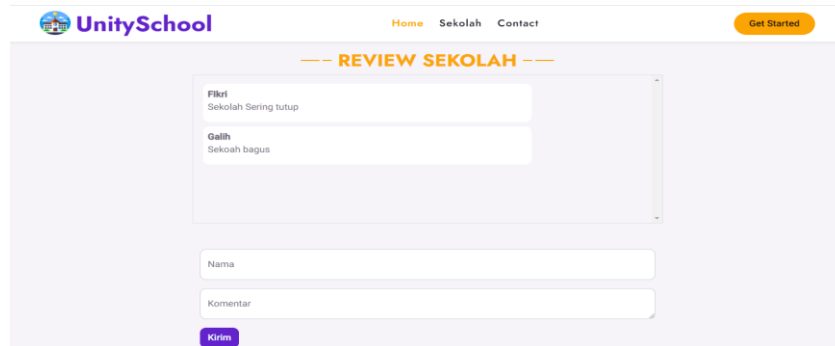 UnitySchool Home Sekolah Contact Get Started
--- REVIEW SEKOLAH ---
FIkri
Sekolah Sering tutup
Galih
Sekoah bagus
Nama
Komentar
Kirim